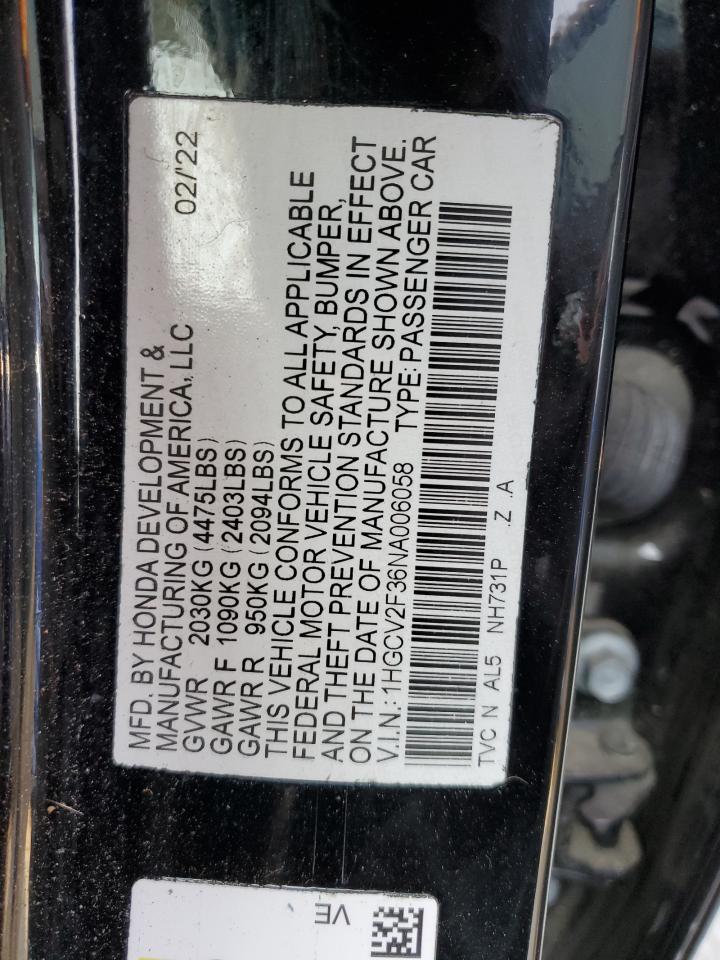 MFD. BY HONDA DEVELOPMENT & 02/'22
MANUFACTURING OF AMERICA., LLC
GVWR 2030KG (4475LBS)
GAWR F 1090KG (2403LBS)
GAWR R 950KG (2094LBS)
THIS VEHICLE CONFORMS TO ALL APPLICABLE
FEDERAL MOTOR VEHICLE SAFETY, BUMPER,
AND THEFT PREVENTION STANDARDS IN EFFECT
ON THE DATE OF MANUFACTURE SHOWN ABOVE.
V.I.N.: 1HGCV2F36NA006058 TYPE: PASSENGER CAR
TVC N AL5 NH731P .Z .A
VE